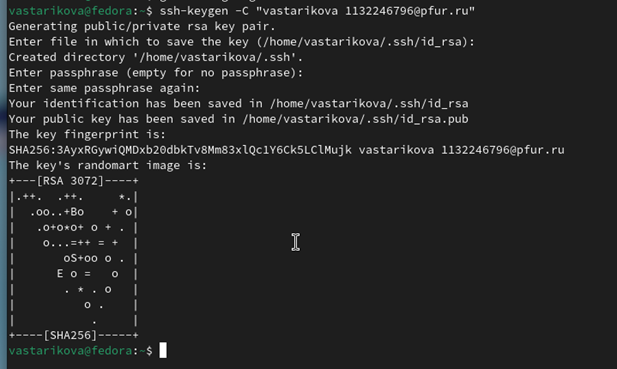 vastarikova@fedora:~$ ssh-keygen -C "vastarikova 1132246796@pfur.ru"
Generating public/private rsa key pair.
Enter file in which to save the key (/home/vastarikova/.ssh/id_rsa):
Created directory '/home/vastarikova/.ssh'.
Enter passphrase (empty for no passphrase):
Enter same passphrase again:
Your identification has been saved in /home/vastarikova/.ssh/id_rsa
Your public key has been saved in /home/vastarikova/.ssh/id_rsa.pub
The key fingerprint is:
SHA256:3AyxRGywiQMDxb20dbkTv8Mm83xlQc1Y6Ck5LClMujk vastarikova 1132246796@pfur.ru
The key's randomart image is:
+---[RSA 3072]----+
|.++.  .++.     *.|
|  .oo..+Bo    + o|
|   .o+o*o+ o + . |
|    o...=++ = +  |
|       oS+oo o . |
|      E o =   o  |
|       . * . o   |
|          o .    |
|           .     |
+----[SHA256]-----+
vastarikova@fedora:~$